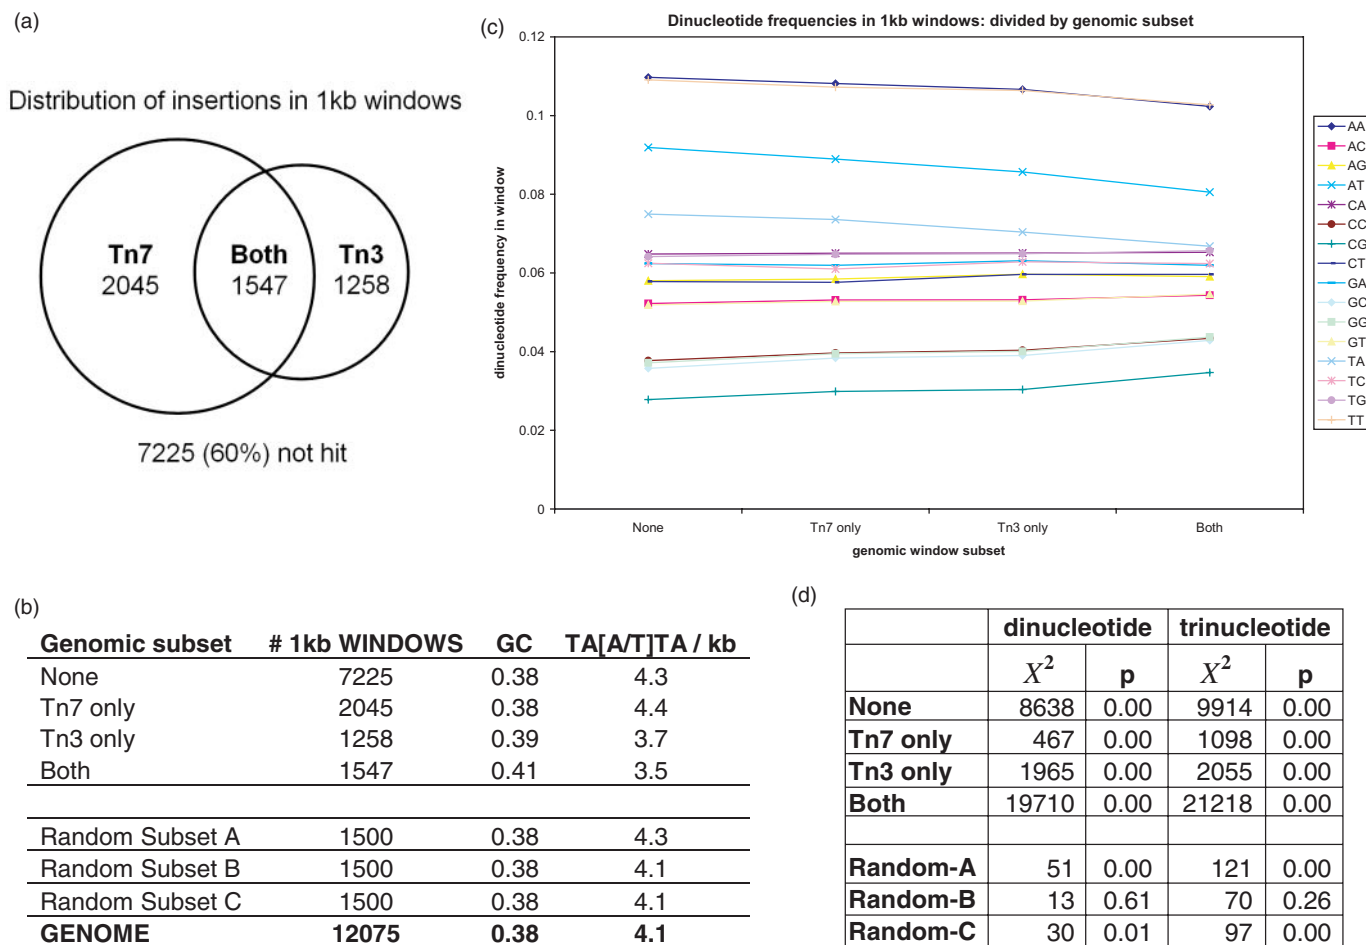 (a)
Distribution of insertions in 1kb windows
Tn7
2045
Both
1547
Tn3
1258
7225 (60%) not hit
(c)
Dinucleotide frequencies in 1kb windows: divided by genomic subset
dinucleotide frequency in window
0.12
0.1
0.08
0.06
0.04
0.02
0
None
Tn7 only
Tn3 only
Both
genomic window subset
AA
AC
AG
AT
CA
CC
CG
CT
GA
GC
GG
GT
TA
TC
TG
TT
(b)
Genomic subset # 1kb WINDOWS GC TA[A/T]TA / kb
None 7225 0.38 4.3
Tn7 only 2045 0.38 4.4
Tn3 only 1258 0.39 3.7
Both 1547 0.41 3.5
Random Subset A 1500 0.38 4.3
Random Subset B 1500 0.38 4.1
Random Subset C 1500 0.38 4.1
GENOME 12075 0.38 4.1
(d)
dinucleotide trinucleotide
X² p X² p
None 8638 0.00 9914 0.00
Tn7 only 467 0.00 1098 0.00
Tn3 only 1965 0.00 2055 0.00
Both 19710 0.00 21218 0.00
Random-A 51 0.00 121 0.00
Random-B 13 0.61 70 0.26
Random-C 30 0.01 97 0.00